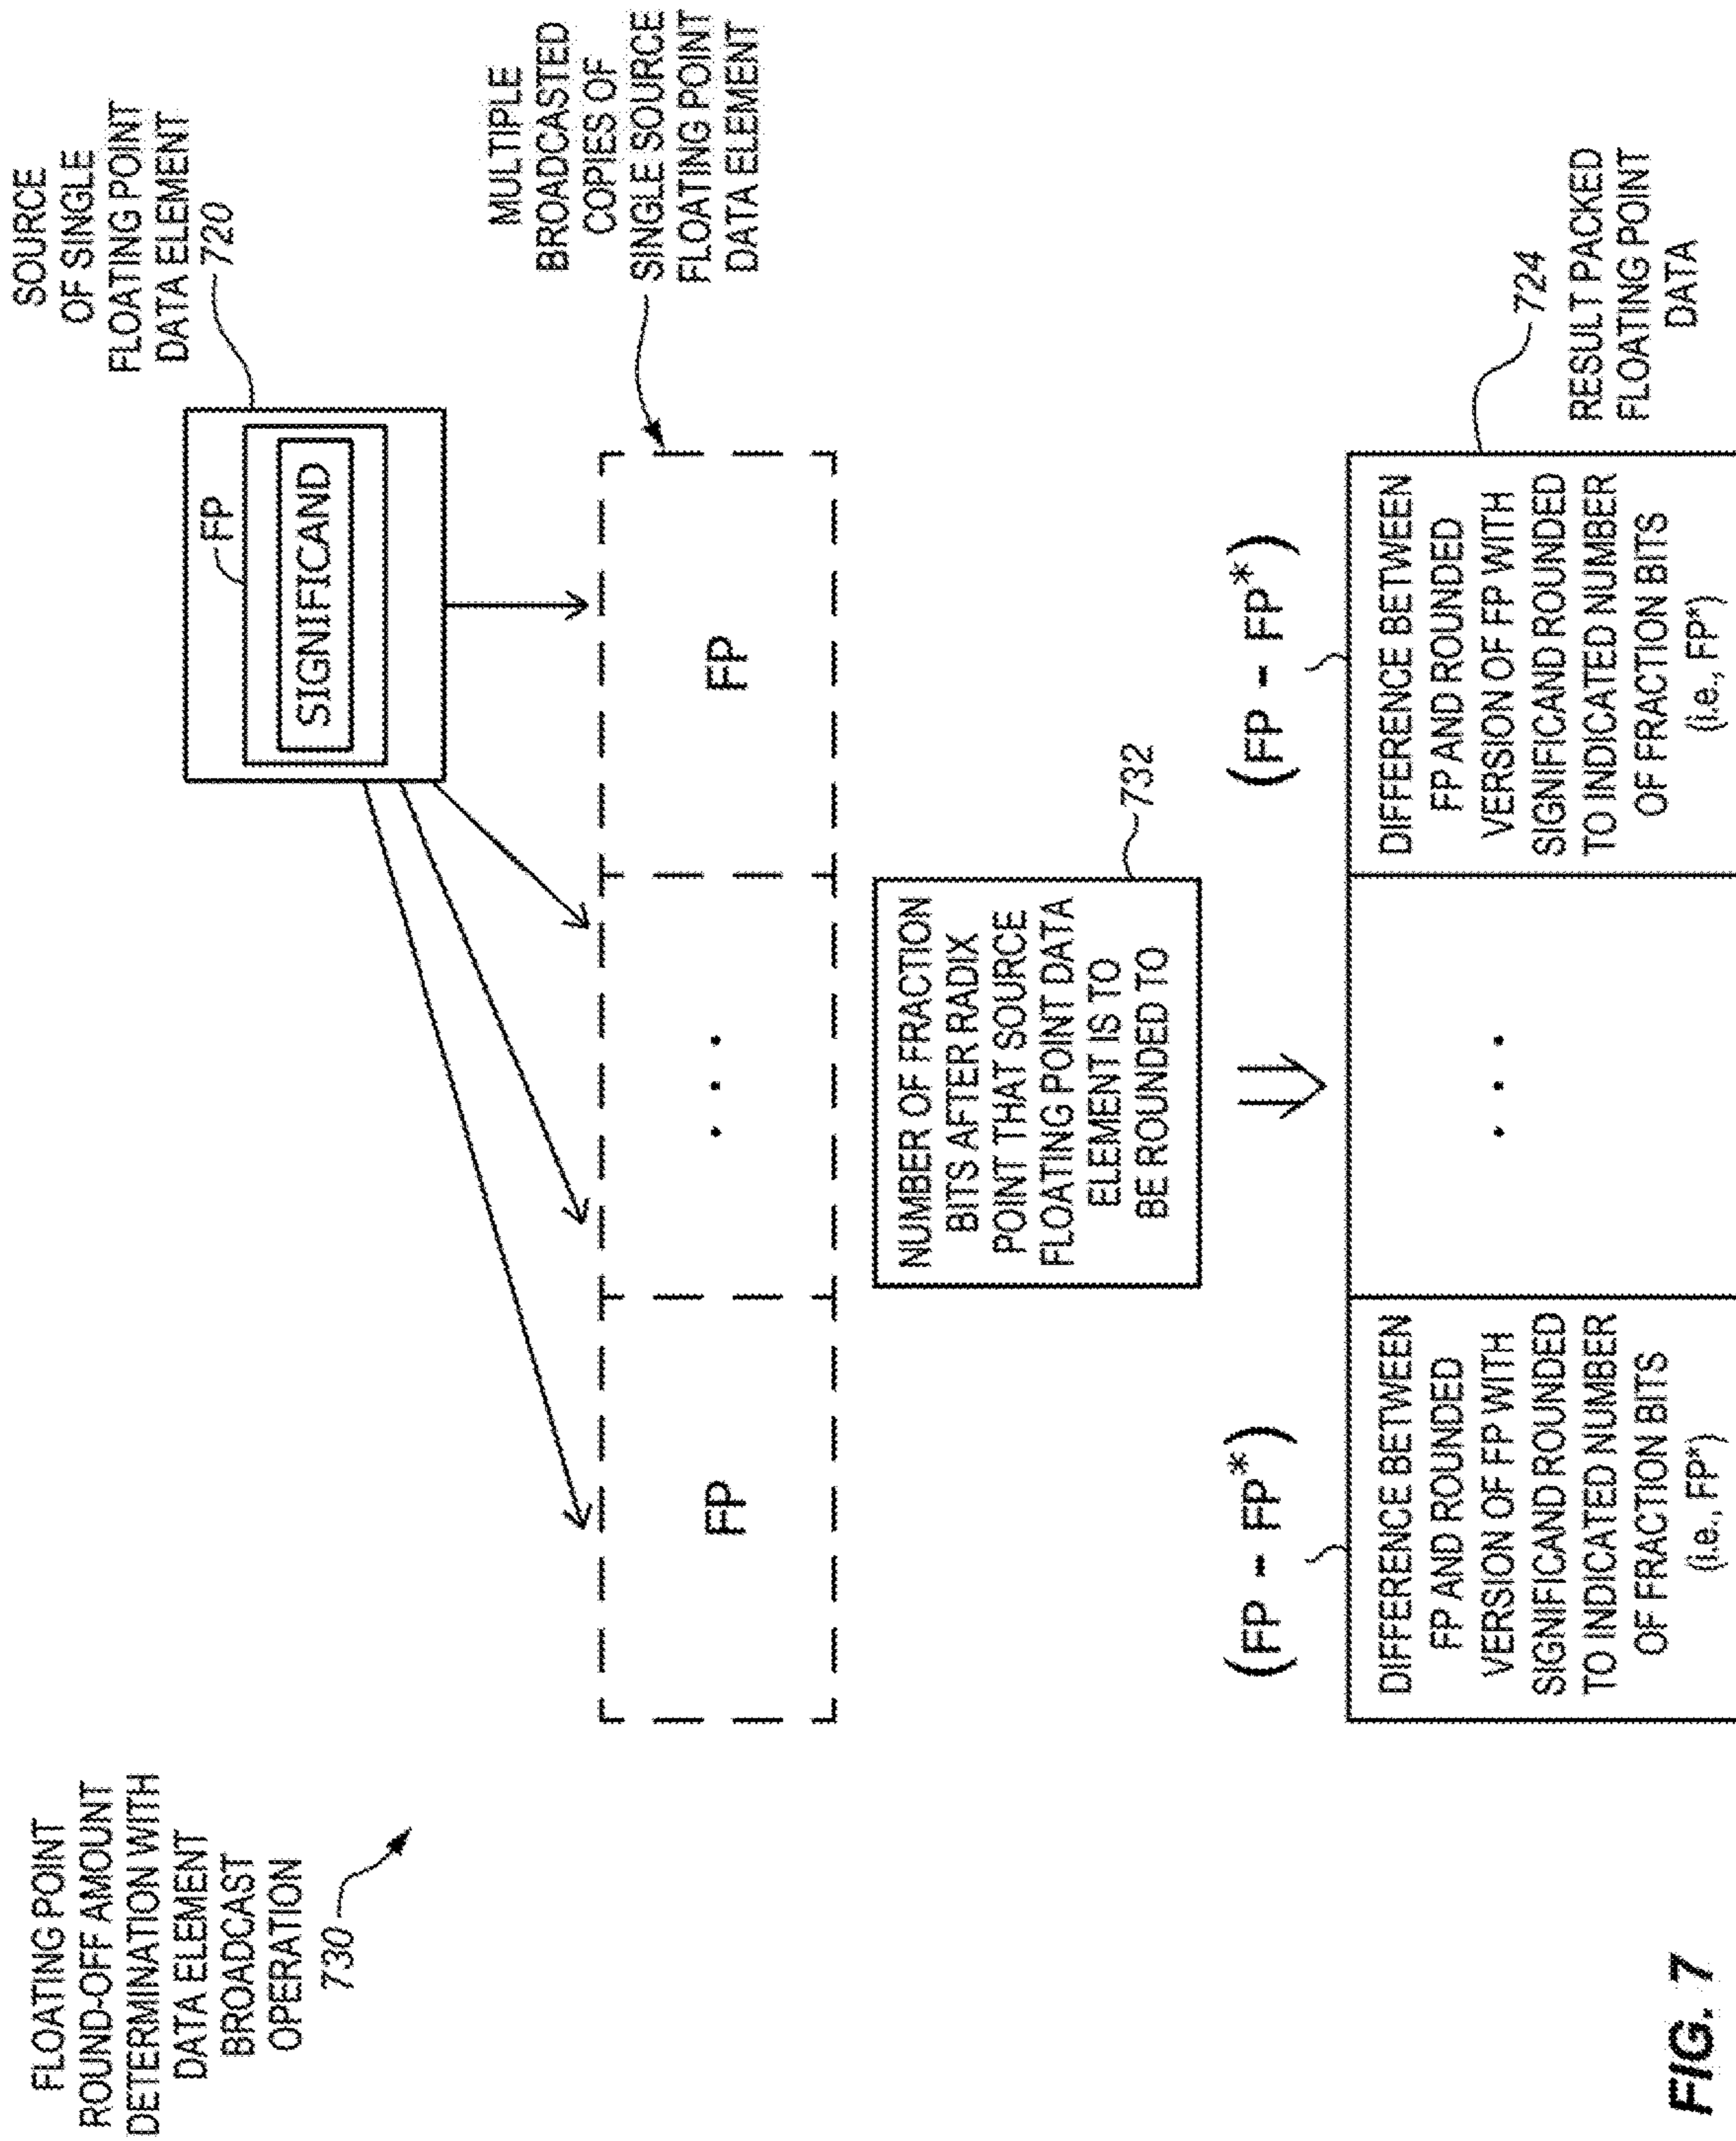 FLOATING POINT
ROUND-OFF AMOUNT
DETERMINATION WITH
DATA ELEMENT
BROADCAST
OPERATION
730
SOURCE
OF SINGLE
FLOATING POINT
DATA ELEMENT
720
FP
SIGNIFICAND
MULTIPLE
BROADCASTED
COPIES OF
SINGLE SOURCE
FLOATING POINT
DATA ELEMENT
FP
. . .
FP
NUMBER OF FRACTION
BITS AFTER RADIX
POINT THAT SOURCE
FLOATING POINT DATA
ELEMENT IS TO
BE ROUNDED TO
732
(FP - FP*)
(FP - FP*)
DIFFERENCE BETWEEN
FP AND ROUNDED
VERSION OF FP WITH
SIGNIFICAND ROUNDED
TO INDICATED NUMBER
OF FRACTION BITS
(i.e., FP*)
. . .
DIFFERENCE BETWEEN
FP AND ROUNDED
VERSION OF FP WITH
SIGNIFICAND ROUNDED
TO INDICATED NUMBER
OF FRACTION BITS
(i.e., FP*)
724
RESULT PACKED
FLOATING POINT
DATA
FIG. 7